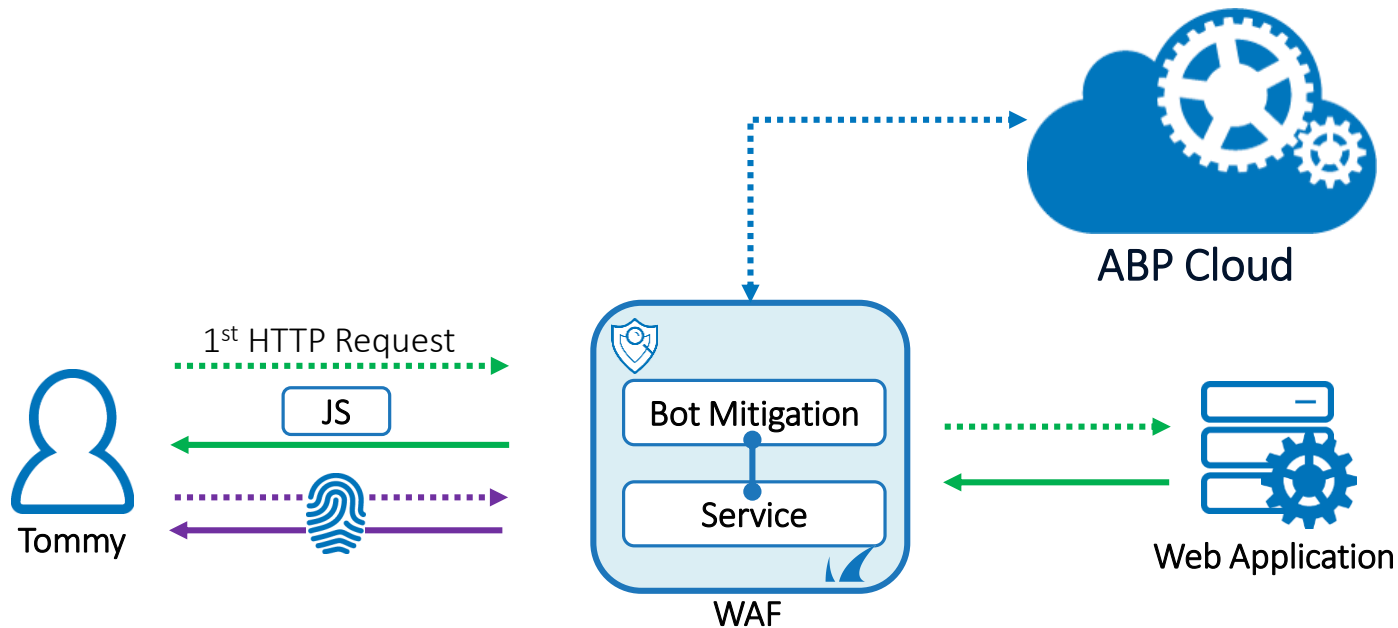 ABP Cloud
1st HTTP Request
JS
Bot Mitigation
Service
Tommy
Web Application
WAF